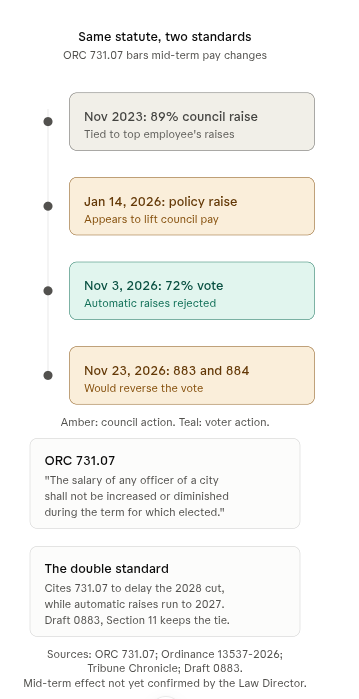 Same statute, two standards
ORC 731.07 bars mid-term pay changes
Nov 2023: 89% council raise
Tied to top employee's raises
Jan 14, 2026: policy raise
Appears to lift council pay
Nov 3, 2026: 72% vote
Automatic raises rejected
Nov 23, 2026: 883 and 884
Would reverse the vote
Amber: council action. Teal: voter action.
ORC 731.07
"The salary of any officer of a city
shall not be increased or diminished
during the term for which elected."
The double standard
Cites 731.07 to delay the 2028 cut,
while automatic raises run to 2027.
Draft 0883, Section 11 keeps the tie.
Sources: ORC 731.07; Ordinance 13537-2026;
Tribune Chronicle; Draft 0883.
Mid-term effect not yet confirmed by the Law Director.